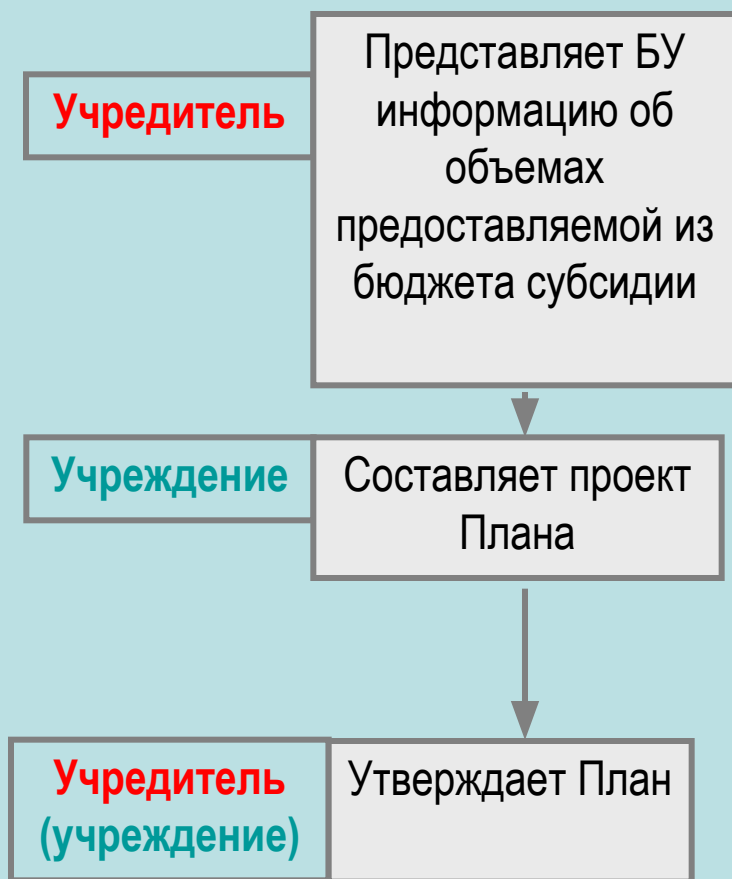 Учредитель
Представляет БУ
информацию об
объемах
предоставляемой из
бюджета субсидии
Учреждение
Составляет проект
Плана
Учредитель
(учреждение)
Утверждает План